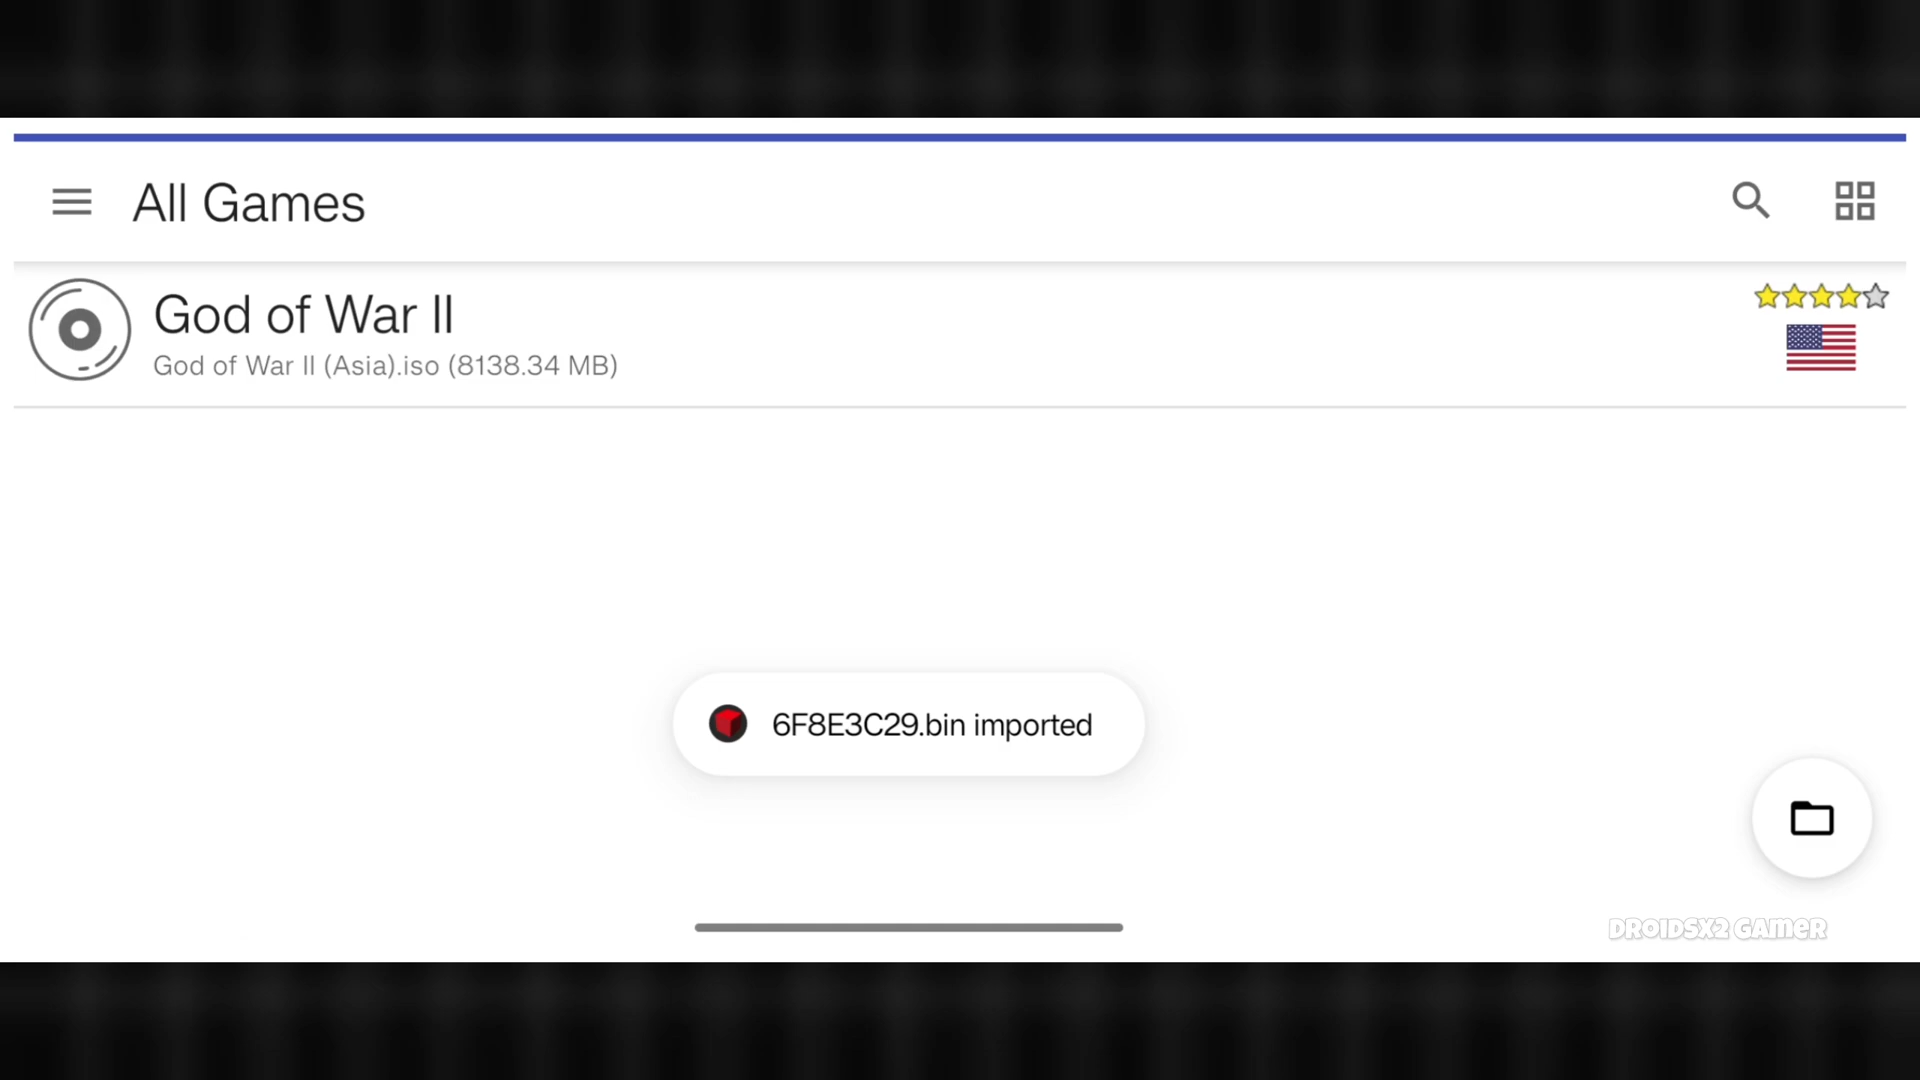 All Games
God of War II
God of War II (Asia).iso (8138.34 MB)
6F8E3C29.bin imported
DROIDSX2 GAMER